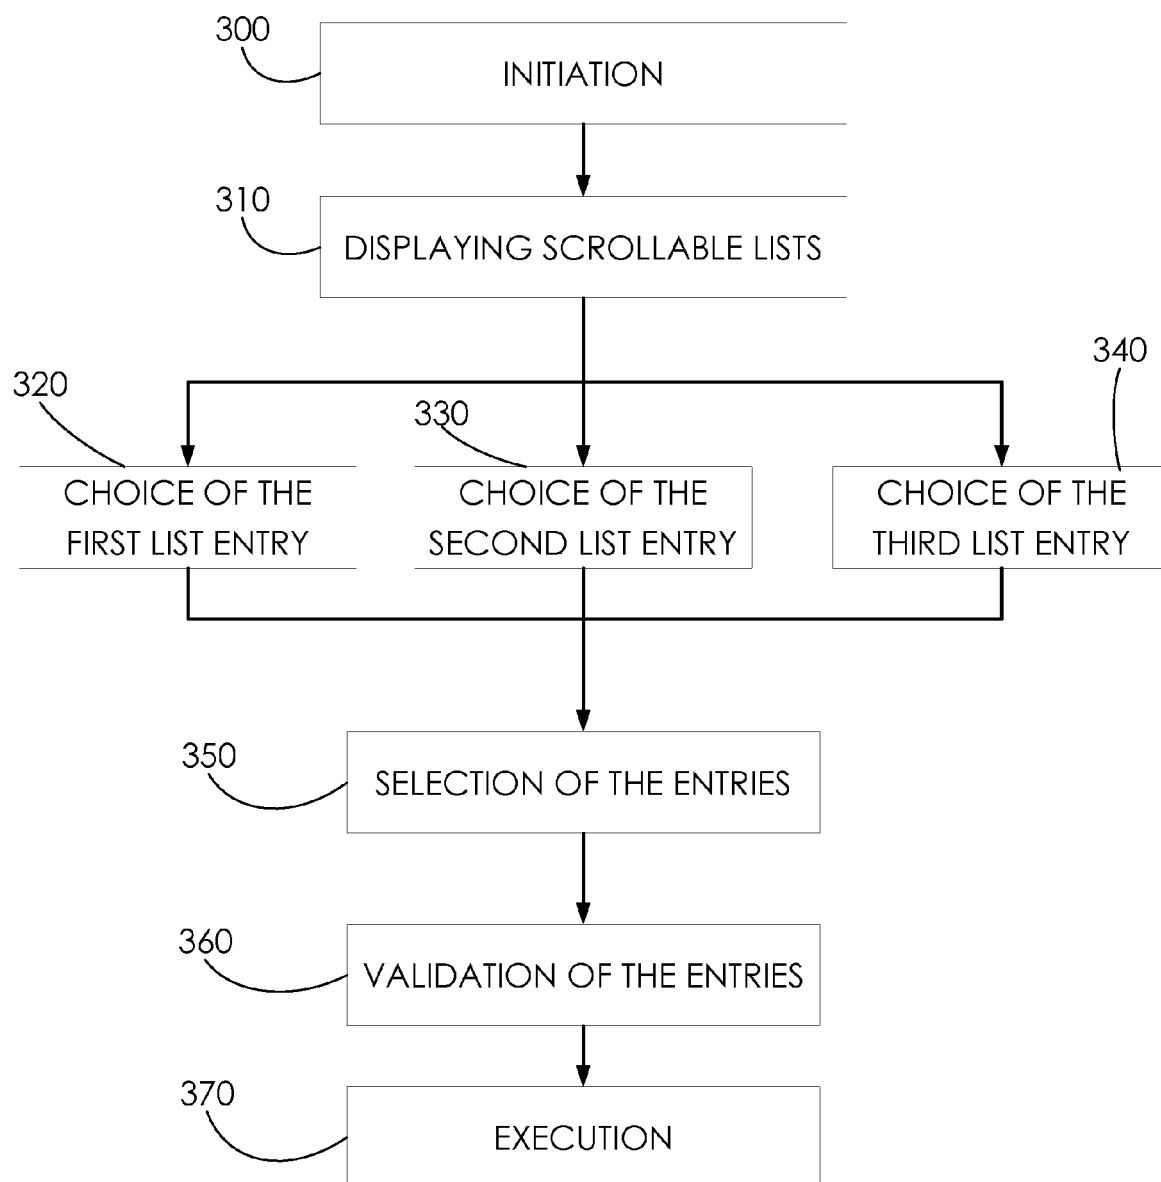 300
INITIATION
310
DISPLAYING SCROLLABLE LISTS
320
330
340
CHOICE OF THE
FIRST LIST ENTRY
CHOICE OF THE
SECOND LIST ENTRY
CHOICE OF THE
THIRD LIST ENTRY
350
SELECTION OF THE ENTRIES
360
VALIDATION OF THE ENTRIES
370
EXECUTION